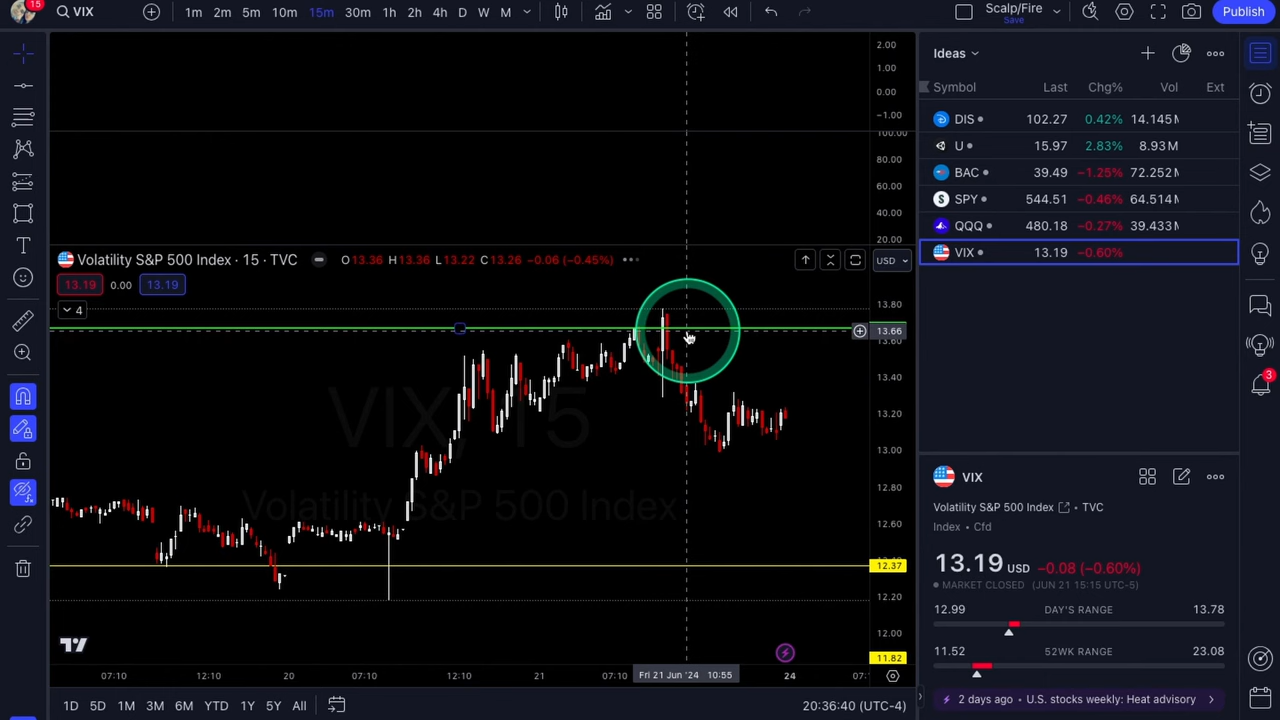 15
VIX
1m 2m 5m 10m 15m 30m 1h 2h 4h D W M
Scalp/Fire
Save
Publish
2.00
1.00
0.00
−1.00
100.00
80.00
60.00
40.00
20.00
Volatility S&P 500 Index · 15 · TVC
O13.36 H13.36 L13.22 C13.26 −0.06 (−0.45%)
USD
13.19 0.00 13.19
4
13.80
13.66
13.60
13.40
13.20
13.00
12.80
12.60
12.37
12.20
12.00
11.82
VIX, 15
Volatility S&P 500 Index
07:10 12:10 20 07:10 12:10 21 07:10 Fri 21 Jun '24 10:55 24
1D 5D 1M 3M 6M YTD 1Y 5Y All
20:36:40 (UTC-4)
Ideas
Symbol Last Chg% Vol Ext
DIS 102.27 0.42% 14.145M
U 15.97 2.83% 8.93M
BAC 39.49 −1.25% 72.252M
SPY 544.51 −0.46% 64.514M
QQQ 480.18 −0.27% 39.433M
VIX 13.19 −0.60%
VIX
Volatility S&P 500 Index TVC
Index Cfd
13.19 USD −0.08 (−0.60%)
MARKET CLOSED (JUN 21 15:15 UTC-5)
12.99 DAY'S RANGE 13.78
11.52 52WK RANGE 23.08
2 days ago · U.S. stocks weekly: Heat advisory
3